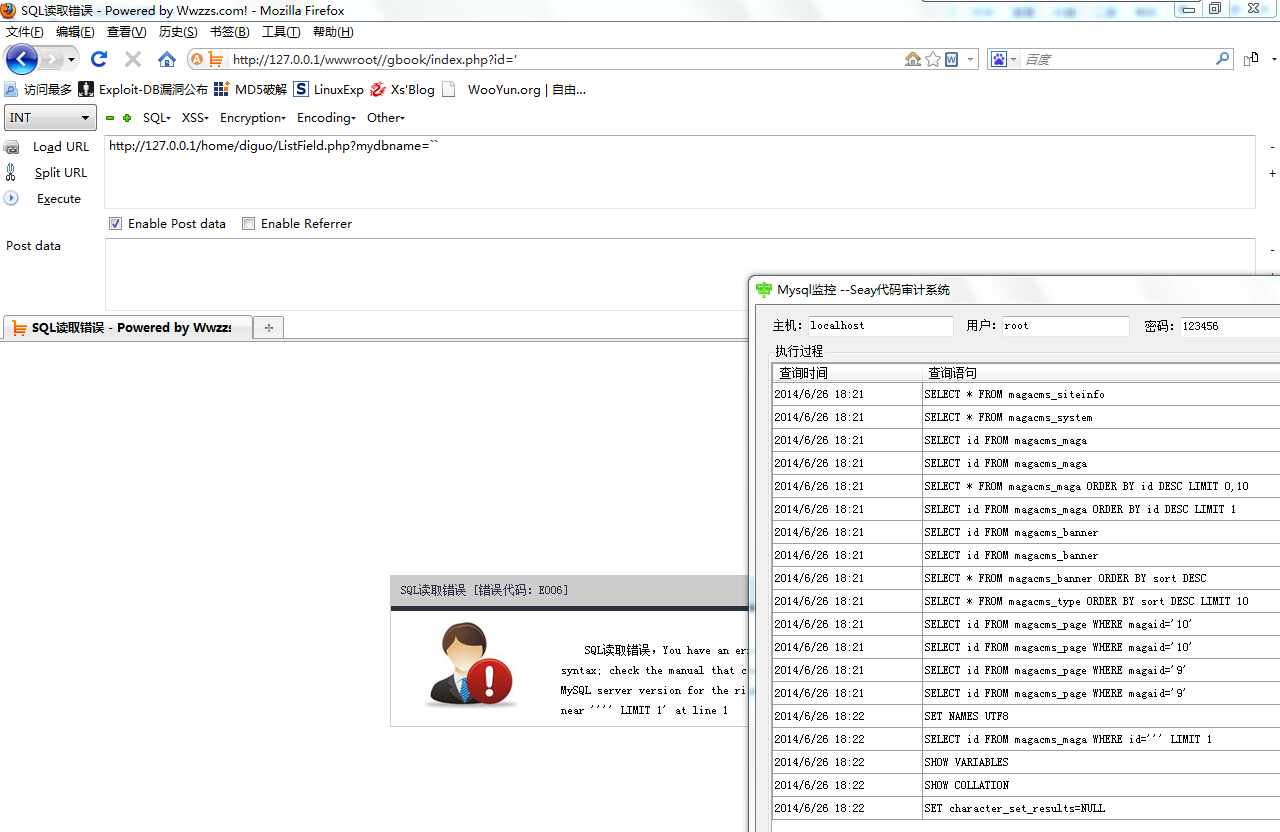 SQL读取错误 - Powered by Wwzzs.com! - Mozilla Firefox
文件(F) 编辑(E) 查看(V) 历史(S) 书签(B) 工具(T) 帮助(H)
http://127.0.0.1/wwwroot//gbook/index.php?id=' 百度
访问最多 Exploit-DB漏洞公布 MD5破解 LinuxExp Xs'Blog WooYun.org | 自由...
INT SQL XSS Encryption Encoding Other
Load URL http://127.0.0.1/home/diguo/ListField.php?mydbname=``
Split URL
Execute
Enable Post data Enable Referrer
Post data
SQL读取错误 - Powered by Wwzzs
SQL读取错误 [错误代码: E006]
SQL读取错误,You have an er
syntax; check the manual that c
MySQL server version for the ri
near '''' LIMIT 1' at line 1
Mysql监控 --Seay代码审计系统
主机: localhost 用户: root 密码: 123456
执行过程
查询时间 查询语句
2014/6/26 18:21 SELECT * FROM magacms_siteinfo
2014/6/26 18:21 SELECT * FROM magacms_system
2014/6/26 18:21 SELECT id FROM magacms_maga
2014/6/26 18:21 SELECT id FROM magacms_maga
2014/6/26 18:21 SELECT * FROM magacms_maga ORDER BY id DESC LIMIT 0,10
2014/6/26 18:21 SELECT id FROM magacms_maga ORDER BY id DESC LIMIT 1
2014/6/26 18:21 SELECT id FROM magacms_banner
2014/6/26 18:21 SELECT id FROM magacms_banner
2014/6/26 18:21 SELECT * FROM magacms_banner ORDER BY sort DESC
2014/6/26 18:21 SELECT * FROM magacms_type ORDER BY sort DESC LIMIT 10
2014/6/26 18:21 SELECT id FROM magacms_page WHERE magaid='10'
2014/6/26 18:21 SELECT id FROM magacms_page WHERE magaid='10'
2014/6/26 18:21 SELECT id FROM magacms_page WHERE magaid='9'
2014/6/26 18:21 SELECT id FROM magacms_page WHERE magaid='9'
2014/6/26 18:22 SET NAMES UTF8
2014/6/26 18:22 SELECT id FROM magacms_maga WHERE id=''' LIMIT 1
2014/6/26 18:22 SHOW VARIABLES
2014/6/26 18:22 SHOW COLLATION
2014/6/26 18:22 SET character_set_results=NULL